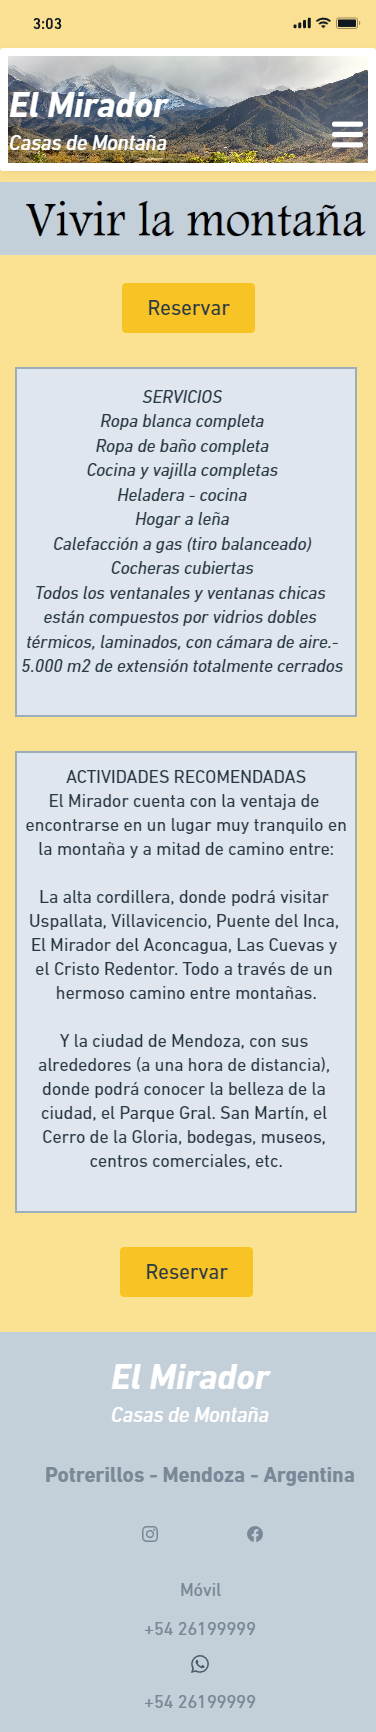 3:03
El Mirador
Casas de Montaña
Vivir la montaña
Reservar
SERVICIOS
Ropa blanca completa
Ropa de baño completa
Cocina y vajilla completas
Heladera - cocina
Hogar a leña
Calefacción a gas (tiro balanceado)
Cocheras cubiertas
Todos los ventanales y ventanas chicas
están compuestos por vidrios dobles
térmicos, laminados, con cámara de aire.-
5.000 m2 de extensión totalmente cerrados
ACTIVIDADES RECOMENDADAS
El Mirador cuenta con la ventaja de
encontrarse en un lugar muy tranquilo en
la montaña y a mitad de camino entre:
La alta cordillera, donde podrá visitar
Uspallata, Villavicencio, Puente del Inca,
El Mirador del Aconcagua, Las Cuevas y
el Cristo Redentor. Todo a través de un
hermoso camino entre montañas.
Y la ciudad de Mendoza, con sus
alrededores (a una hora de distancia),
donde podrá conocer la belleza de la
ciudad, el Parque Gral. San Martín, el
Cerro de la Gloria, bodegas, museos,
centros comerciales, etc.
Reservar
El Mirador
Casas de Montaña
Potrerillos - Mendoza - Argentina
Móvil
+54 26199999
+54 26199999